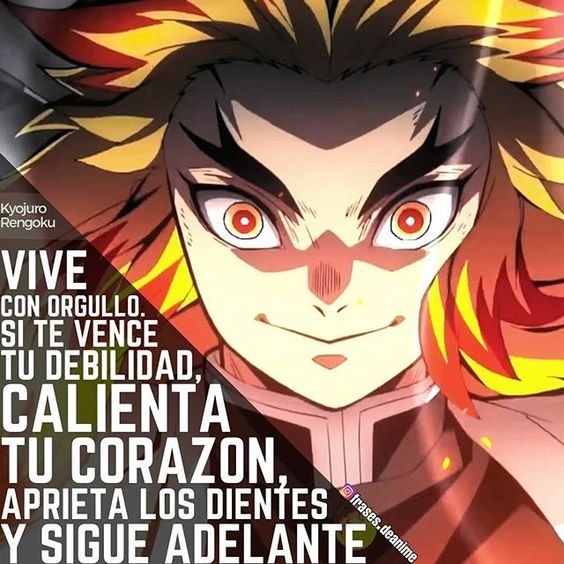 Kyojuro
Rengoku
VIVE
CON ORGULLO.
SI TE VENCE
TU DEBILIDAD,
CALIENTA
TU CORAZON,
APRIETA LOS DIENTES
Y SIGUE ADELANTE
frases.deanime